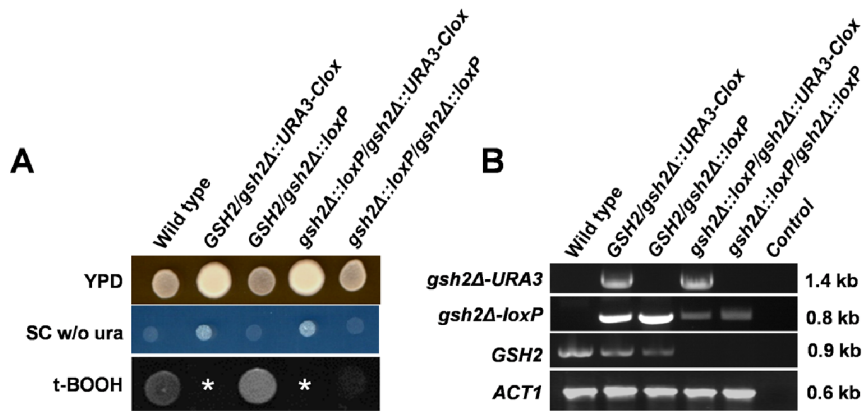 A
Wild type
GSH2/gsh2Δ::URA3-Clox
GSH2/gsh2Δ::loxP
gsh2Δ::loxP/gsh2Δ::URA3-Clox
gsh2Δ::loxP/gsh2Δ::loxP
YPD
SC w/o ura
t-BOOH
* *
B
Wild type
GSH2/gsh2Δ::URA3-Clox
GSH2/gsh2Δ::loxP
gsh2Δ::loxP/gsh2Δ::URA3-Clox
gsh2Δ::loxP/gsh2Δ::loxP
Control
gsh2Δ-URA3 1.4 kb
gsh2Δ-loxP 0.8 kb
GSH2 0.9 kb
ACT1 0.6 kb